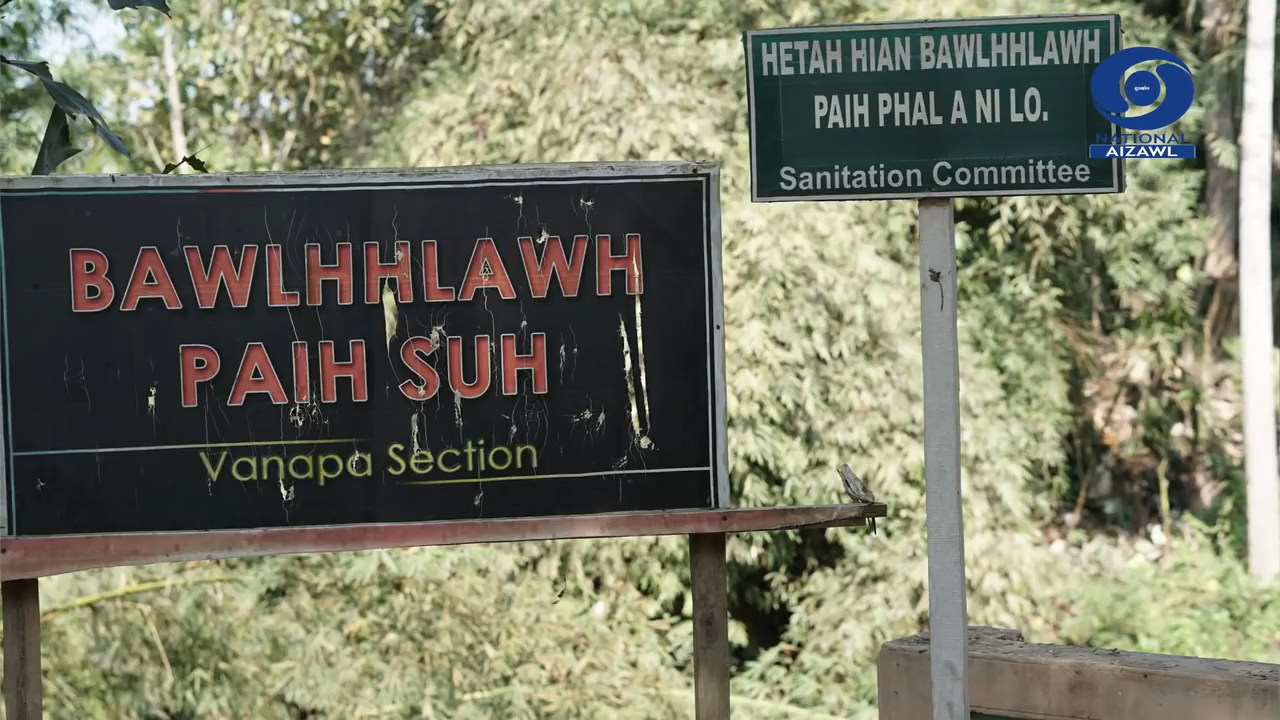 BAWLHHLAWH
PAIH SUH
Vanapa Section
HETAH HIAN BAWLHHLAWH
PAIH PHAL A NI LO.
Sanitation Committee
NATIONAL
AIZAWL